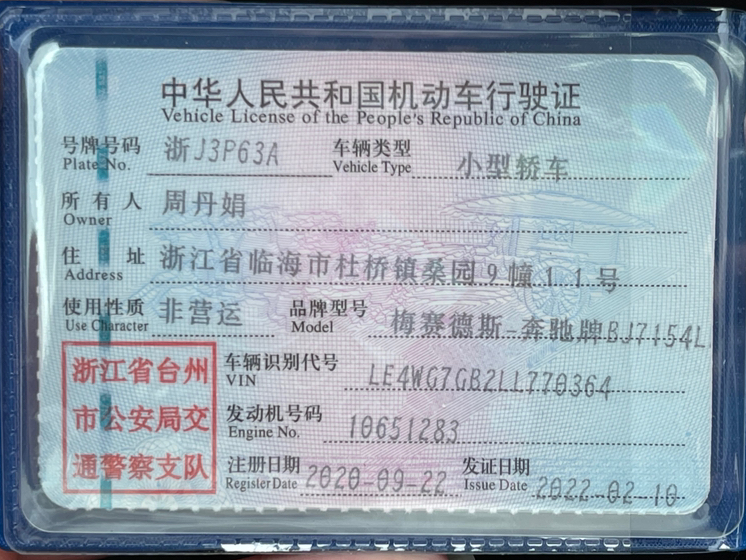 中华人民共和国机动车行驶证
Vehicle License of the People's Republic of China
号牌号码 浙J3P63A 车辆类型 小型轿车
Plate No. Vehicle Type
所有人 周丹娟
Owner
住址 浙江省临海市杜桥镇桑园9幢11号
Address
使用性质 非营运 品牌型号 梅赛德斯-奔驰牌BJ7154L
Use Character Model
浙江省台州 车辆识别代号 LE4WG7GB2LL770364
VIN
市公安局交 发动机号码 10651283
Engine No.
通警察支队 注册日期 2020-09-22 发证日期 2022-02-10
Register Date Issue Date